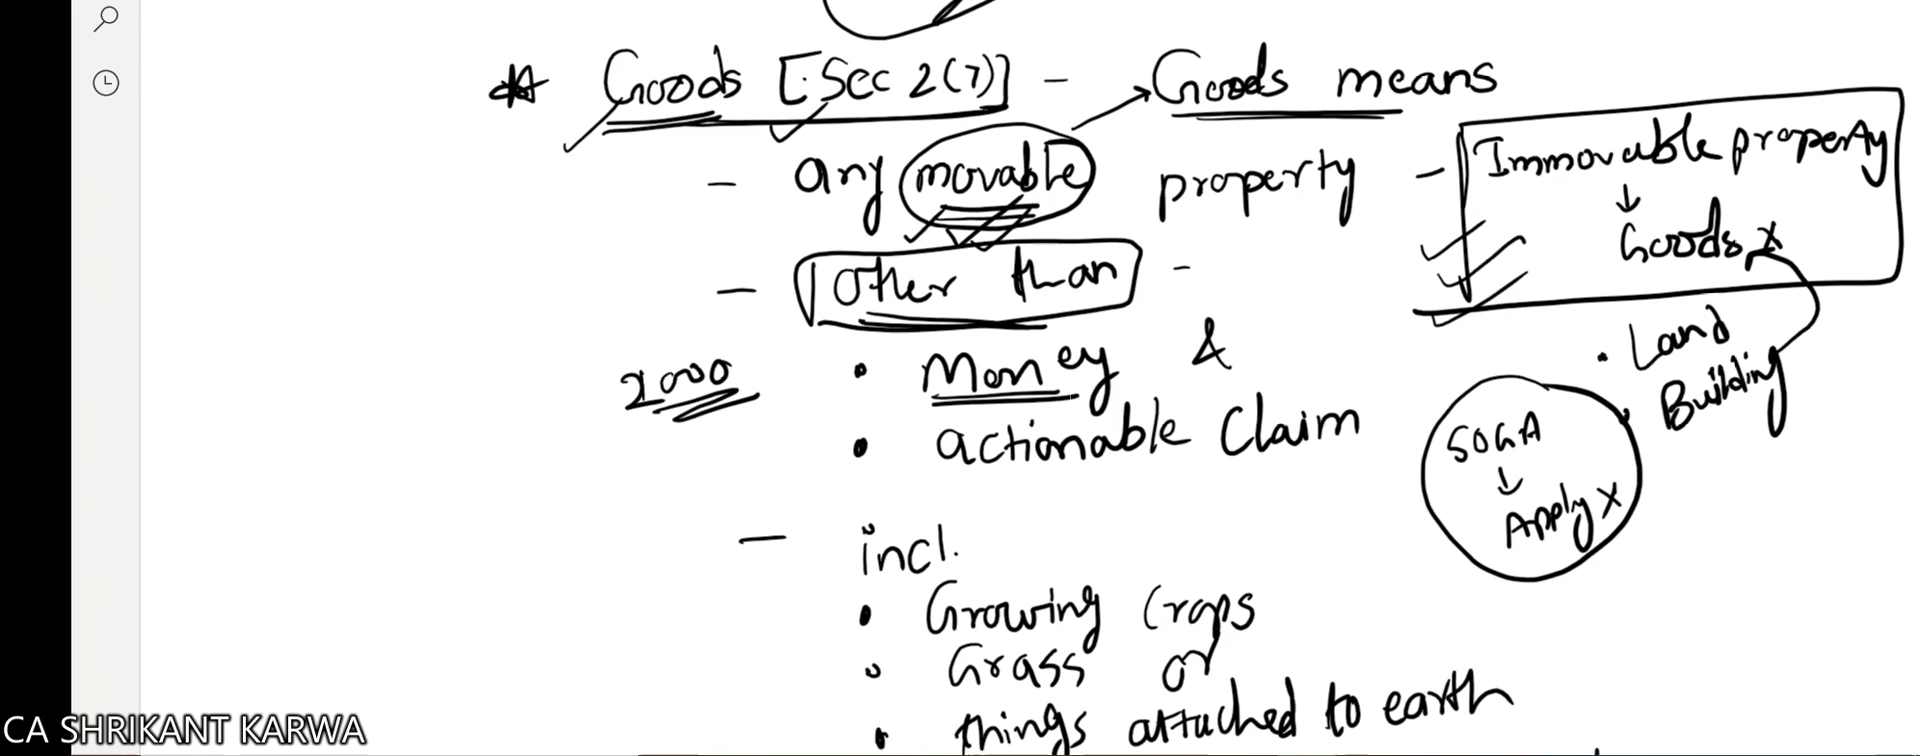 Goods [Sec 2(7)] - Goods means
- any movable property -
Immovable property
↓
Goods x
- other than -
• Land
Building
2000
• Money &
• actionable Claim
SOGA
↓
Apply x
- incl.
• Growing Crops
• Grass or
• things attached to earth
CA SHRIKANT KARWA